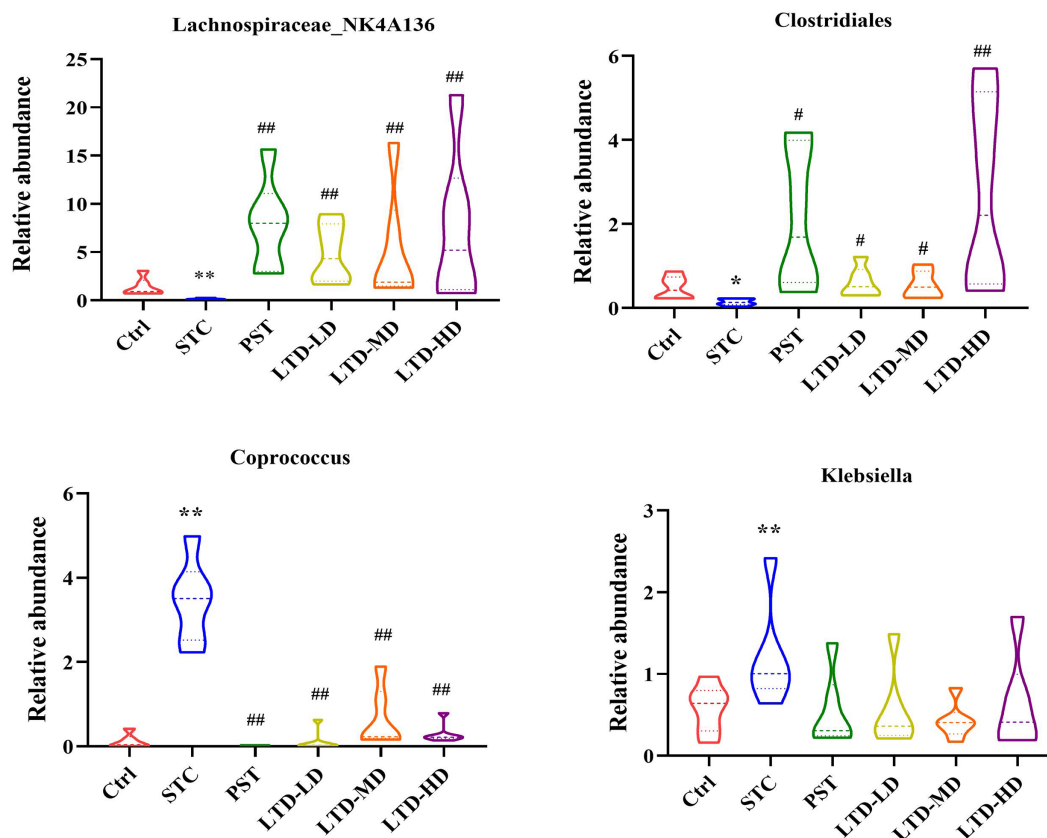 Lachnospiraceae_NK4A136
Relative abundance
25
20
15
10
5
0
**
##
##
##
##
Ctrl
STC
PST
LTD-LD
LTD-MD
LTD-HD
Clostridiales
Relative abundance
6
4
2
0
*
#
#
#
##
Ctrl
STC
PST
LTD-LD
LTD-MD
LTD-HD
Coprococcus
Relative abundance
6
4
2
0
**
##
##
##
##
Ctrl
STC
PST
LTD-LD
LTD-MD
LTD-HD
Klebsiella
Relative abundance
3
2
1
0
**
Ctrl
STC
PST
LTD-LD
LTD-MD
LTD-HD